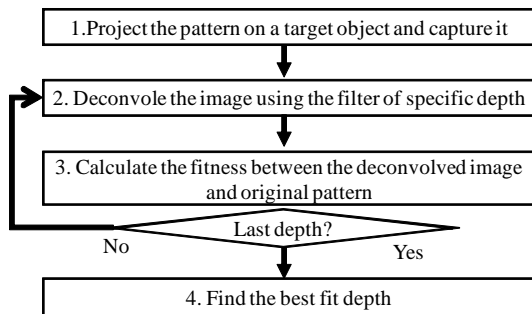 1.Project the pattern on a target object and capture it
2. Deconvole the image using the filter of specific depth
3. Calculate the fitness between the deconvolved image
and original pattern
Last depth?
No
Yes
4. Find the best fit depth